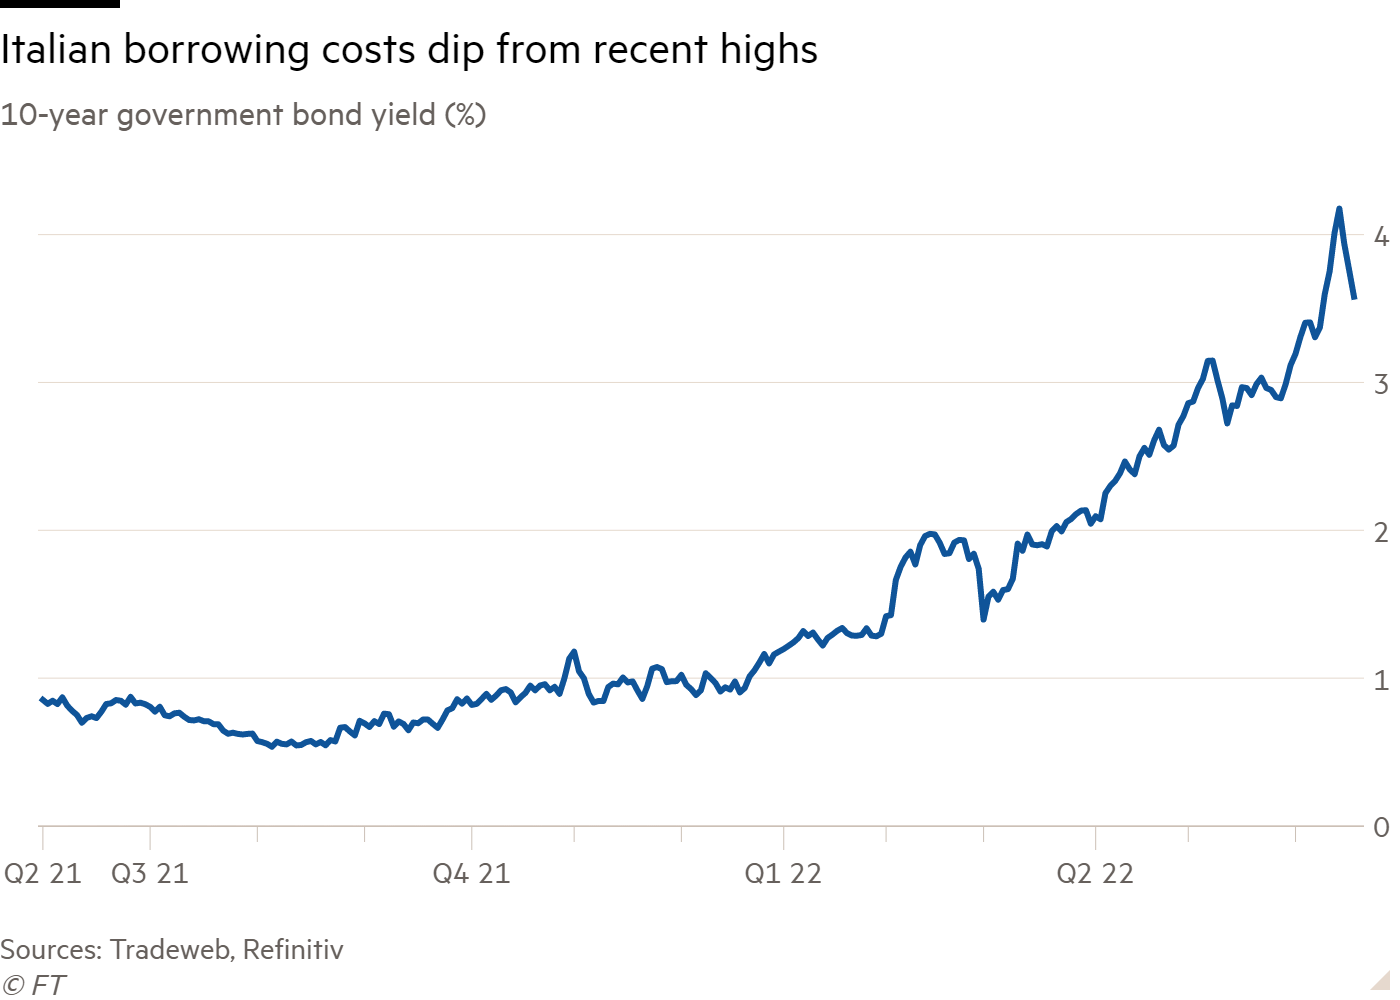 Italian borrowing costs dip from recent highs
10-year government bond yield (%)
4
3
2
1
0
Q2 21 Q3 21 Q4 21 Q1 22 Q2 22
Sources: Tradeweb, Refinitiv
© FT